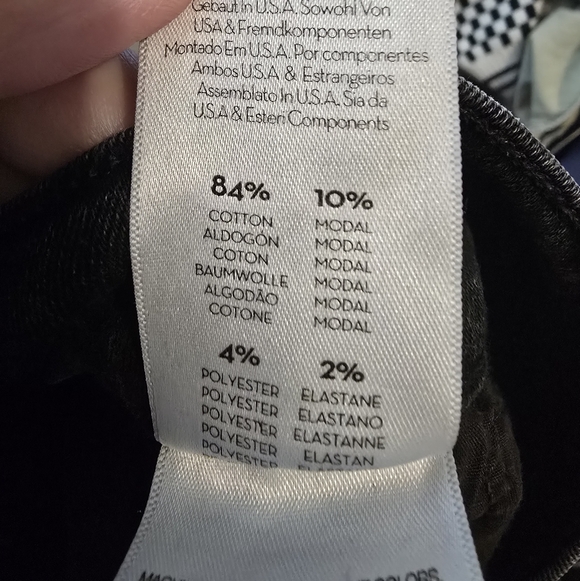 Gebaut in U.S.A. Sowohl Von
USA & Fremdkomponenten
Montado Em U.S.A. Por componentes
Ambos U.S.A & Estrangeiros
Assemblato In U.S.A. Sia da
U.S.A & Esteri Components
84% 10%
COTTON MODAL
ALDOGÓN MODAL
COTON MODAL
BAUMWOLLE MODAL
ALGODÃO MODAL
COTONE MODAL
4% 2%
POLYESTER ELASTANE
POLYESTER ELASTANO
POLYESTER ELASTANNE
POLYESTER ELASTAN
POLYESTER